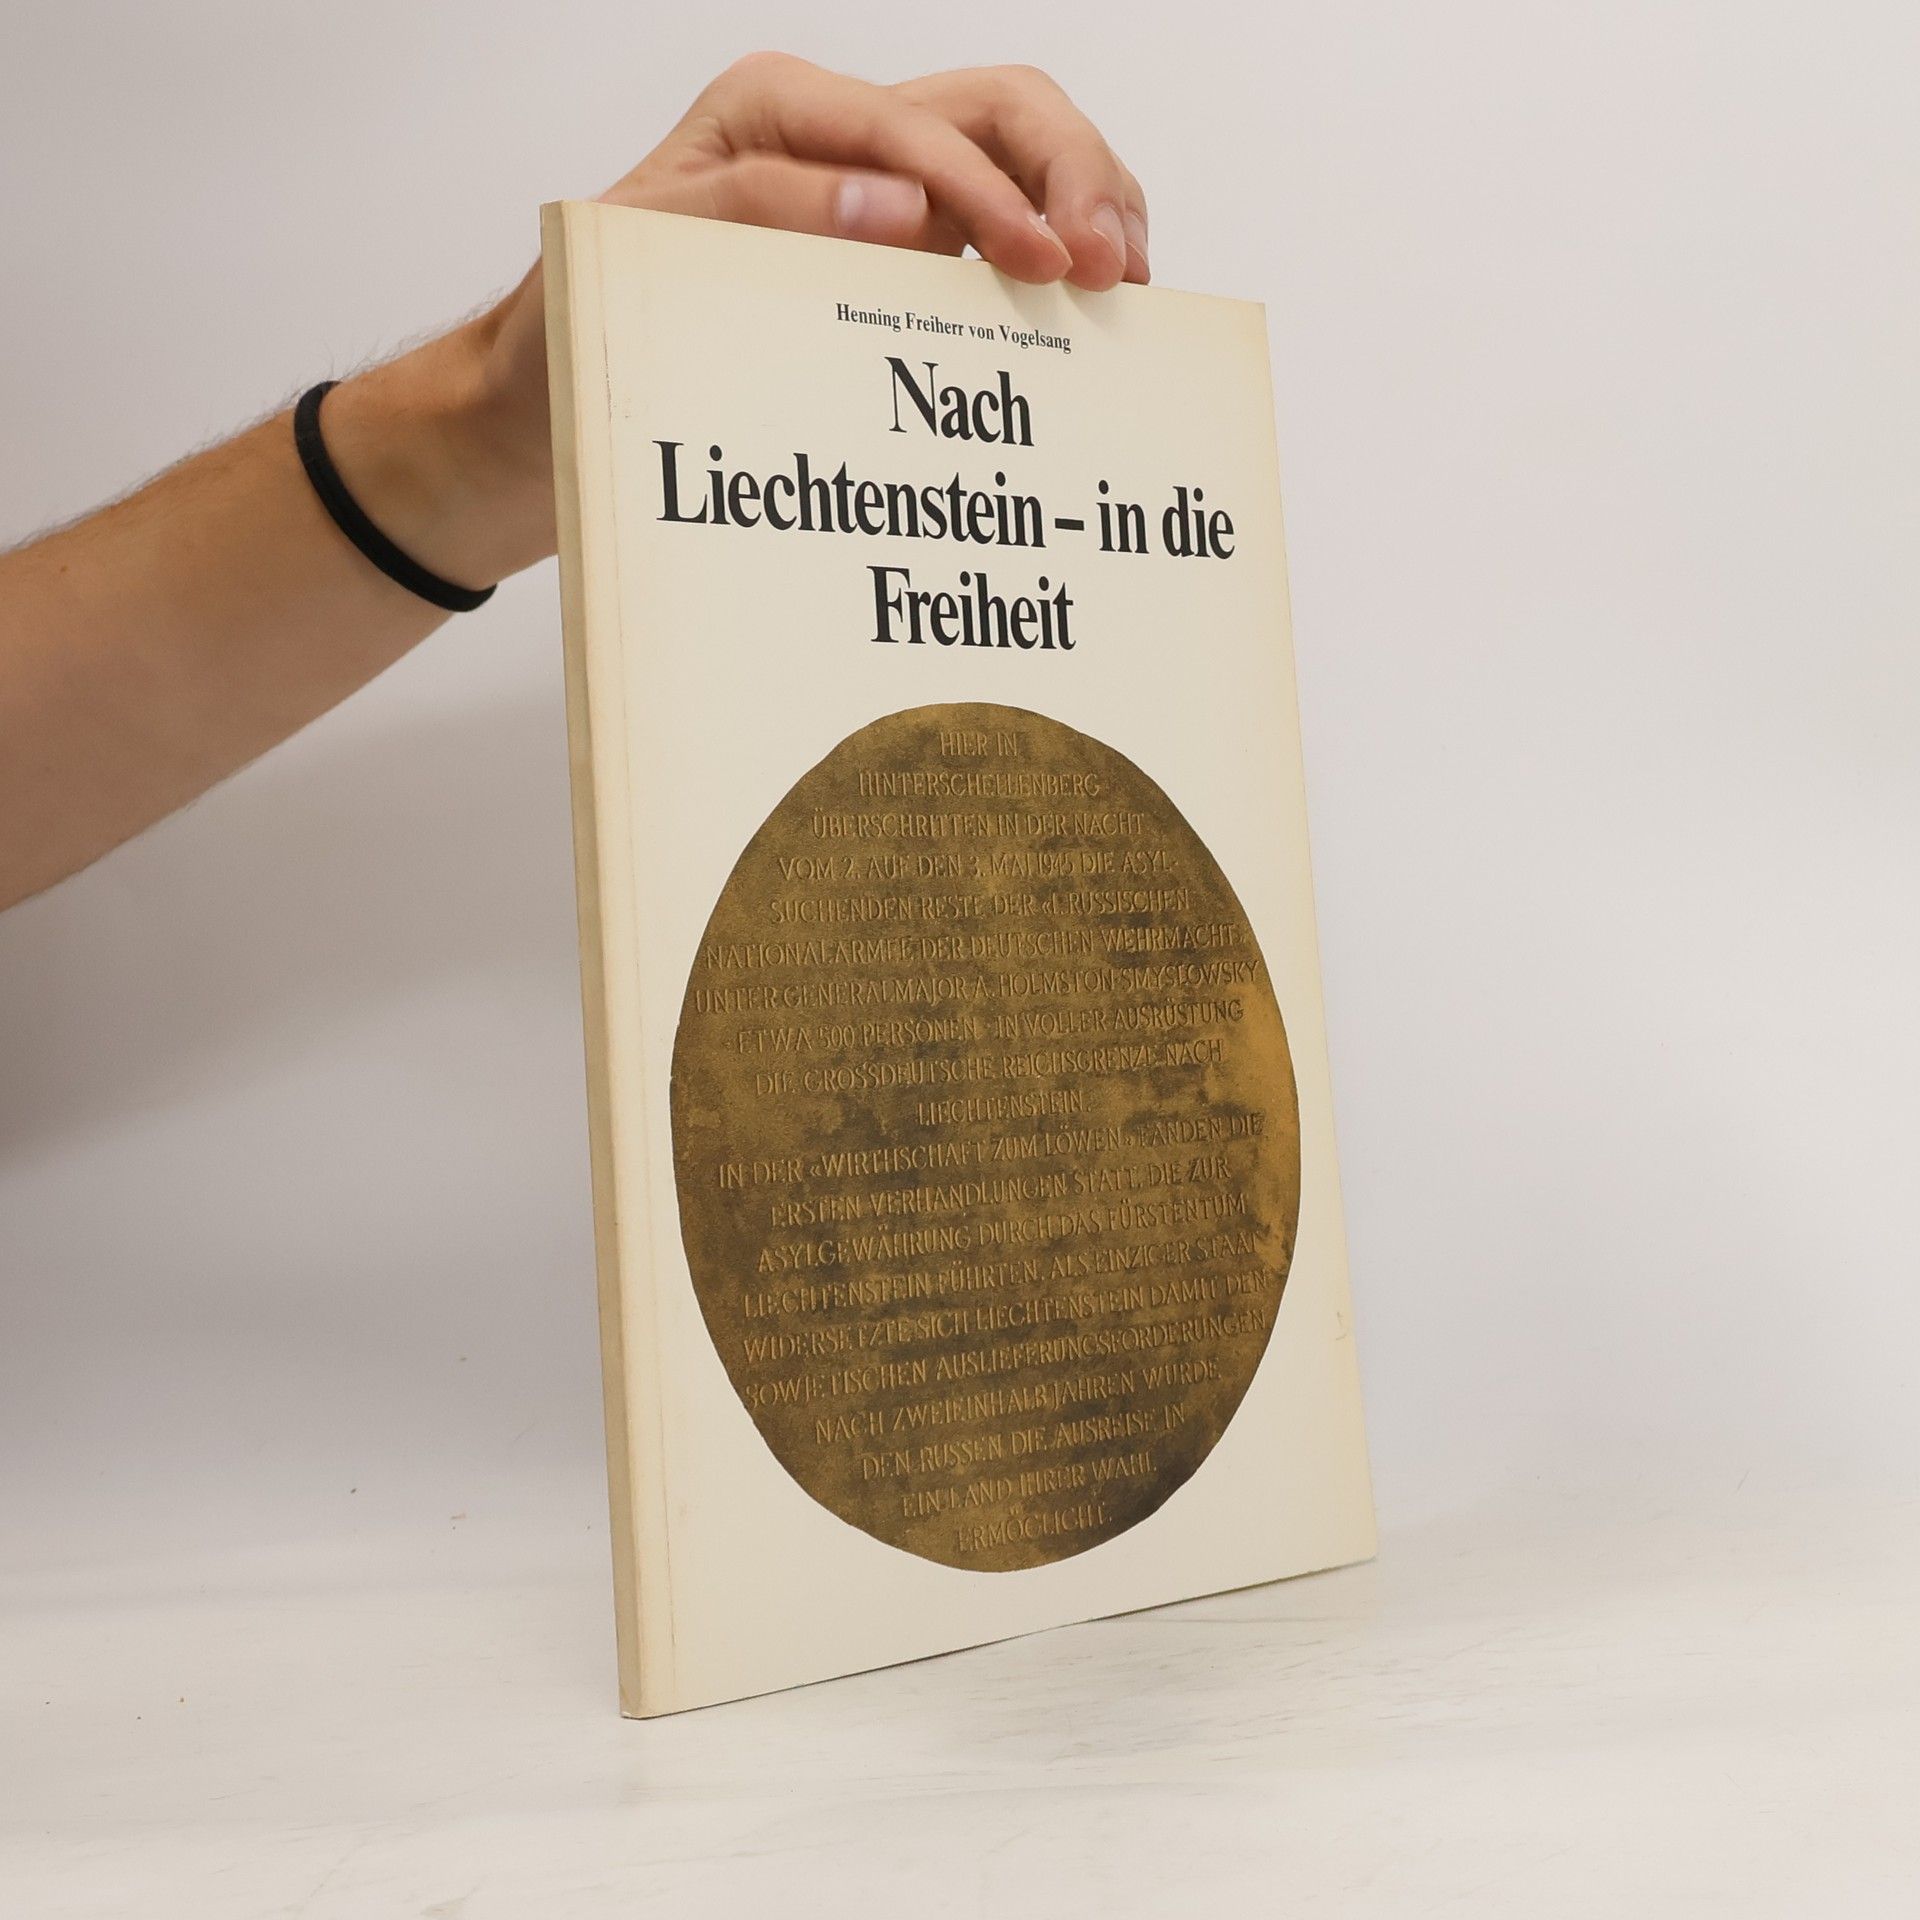 Henning Freiherr von Vogelsang
Nach
Liechtenstein – in die
Freiheit
HIER IN
HINTERSCHELLENBERG
ÜBERSCHRITTEN IN DER NACHT
VOM 2. AUF DEN 3. MAI 1945 DIE ASYL-
SUCHENDEN RESTE DER «1. RUSSISCHEN
NATIONALARMEE DER DEUTSCHEN WEHRMACHT»
UNTER GENERALMAJOR A. HOLMSTON-SMYSLOWSKY
- ETWA 500 PERSONEN - IN VOLLER AUSRÜSTUNG
DIE GROSSDEUTSCHE REICHSGRENZE NACH
LIECHTENSTEIN.
IN DER «WIRTHSCHAFT ZUM LÖWEN» FANDEN DIE
ERSTEN VERHANDLUNGEN STATT, DIE ZUR
ASYLGEWÄHRUNG DURCH DAS FÜRSTENTUM
LIECHTENSTEIN FÜHRTEN. ALS EINZIGER STAAT
WIDERSETZTE SICH LIECHTENSTEIN DAMIT DEN
SOWJETISCHEN AUSLIEFERUNGSFORDERUNGEN.
NACH ZWEIEINHALB JAHREN WURDE
DEN RUSSEN DIE AUSREISE IN
EIN LAND IHRER WAHL
ERMÖGLICHT.